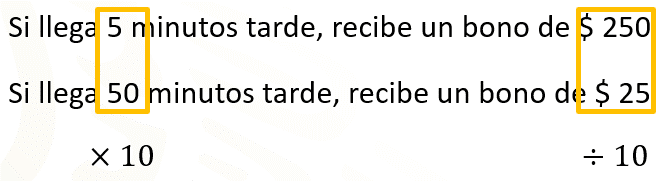 Si llega 5 minutos tarde, recibe un bono de $ 250
Si llega 50 minutos tarde, recibe un bono de $ 25
× 10 ÷ 10